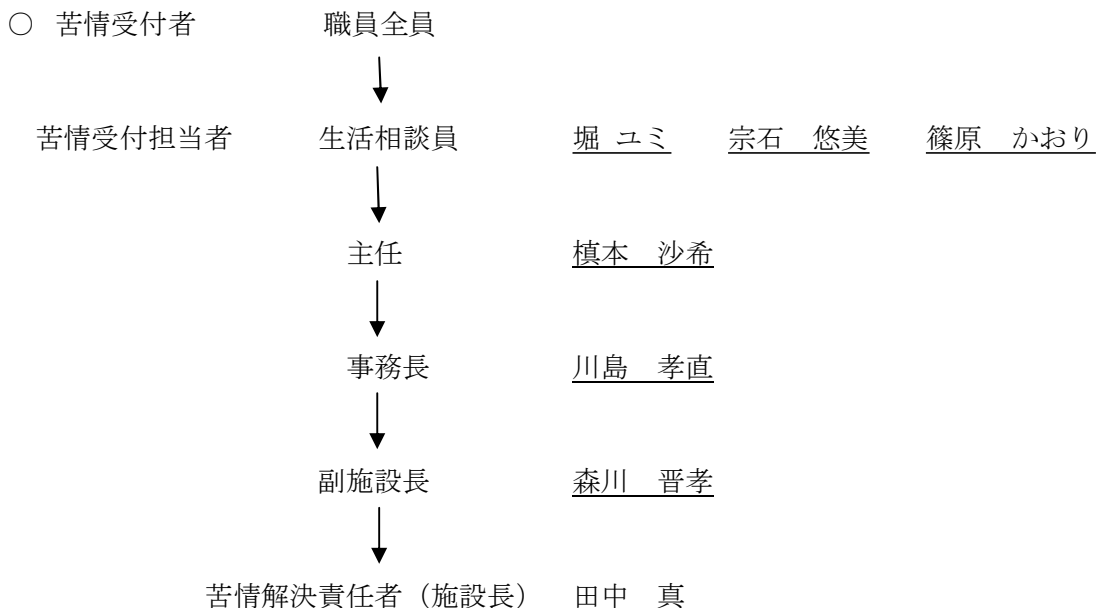 ○ 苦情受付者 職員全員
苦情受付担当者 生活相談員 堀 ユミ 宗石 悠美 篠原 かおり
主任 槙本 沙希
事務長 川島 孝直
副施設長 森川 晋孝
苦情解決責任者（施設長） 田中 真